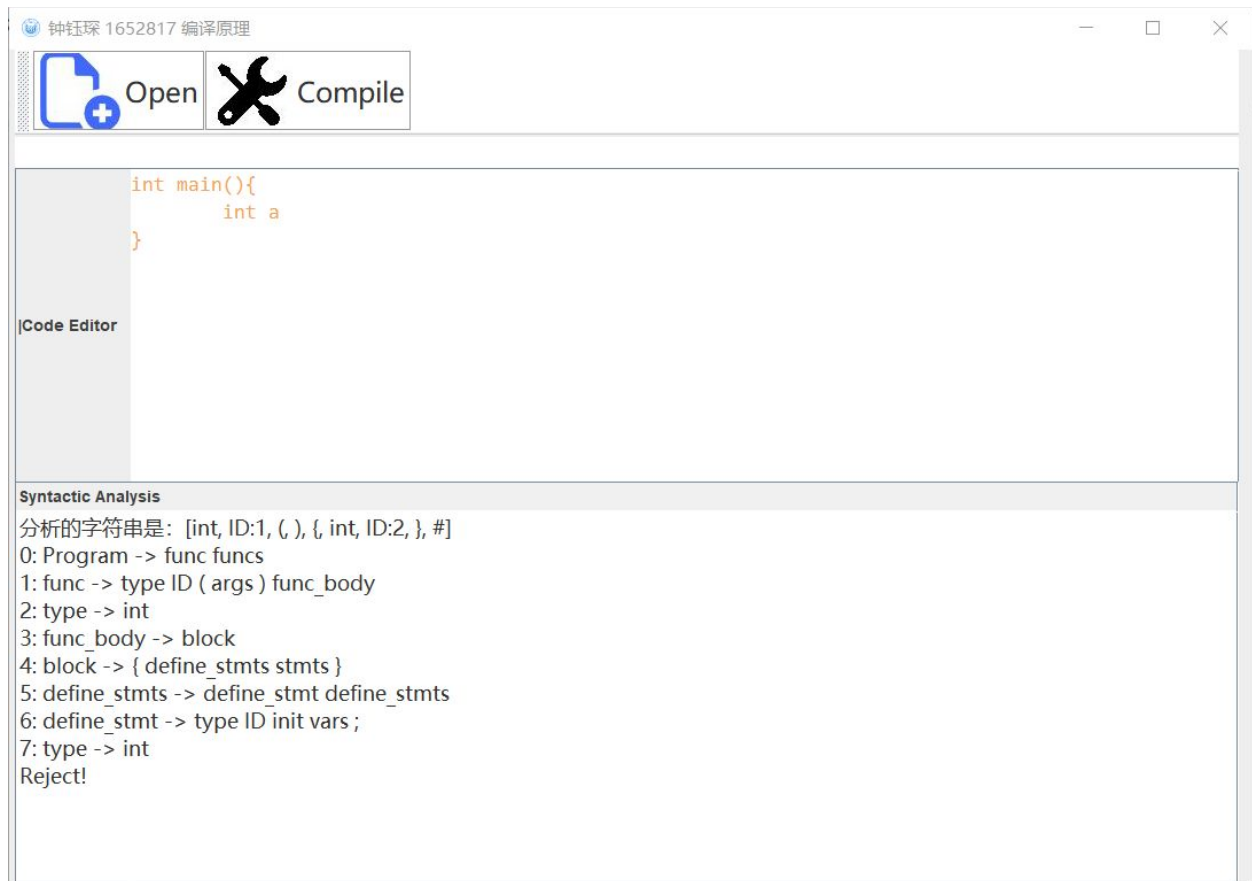 钟钰琛 1652817 编译原理
Open Compile
int main(){
int a
}
|Code Editor
Syntactic Analysis
分析的字符串是：[int, ID:1, (, ), {, int, ID:2, }, #]
0: Program -> func funcs
1: func -> type ID ( args ) func_body
2: type -> int
3: func_body -> block
4: block -> { define_stmts stmts }
5: define_stmts -> define_stmt define_stmts
6: define_stmt -> type ID init vars ;
7: type -> int
Reject!